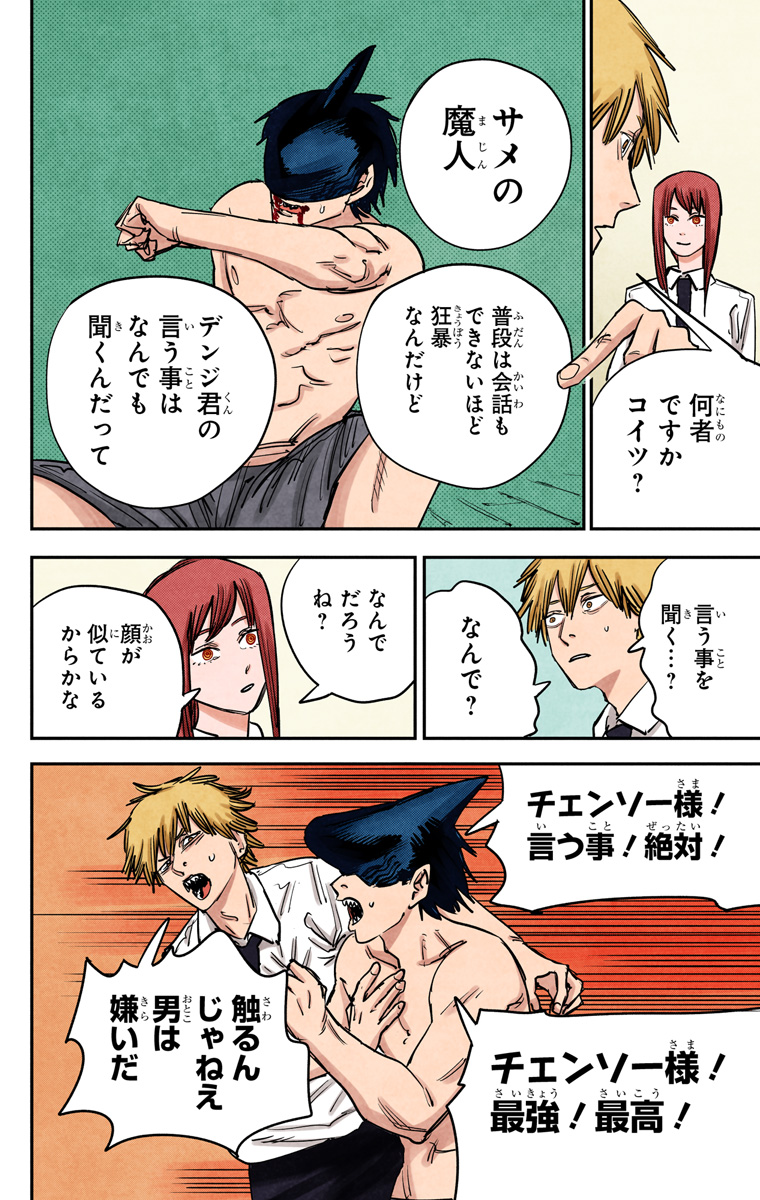 何者
ですか
コイツ?
サメの
魔人
普段は会話も
できないほど
狂暴
なんだけど
デンジ君の
言う事は
なんでも
聞くんだって
言う事を
聞く…?
なんで?
なんで
だろう
ね?
顔が
似ている
からかな
チェンソー様!
言う事!絶対!
チェンソー様!
最強!最高!
触るん
じゃねえ
男は
嫌いだ